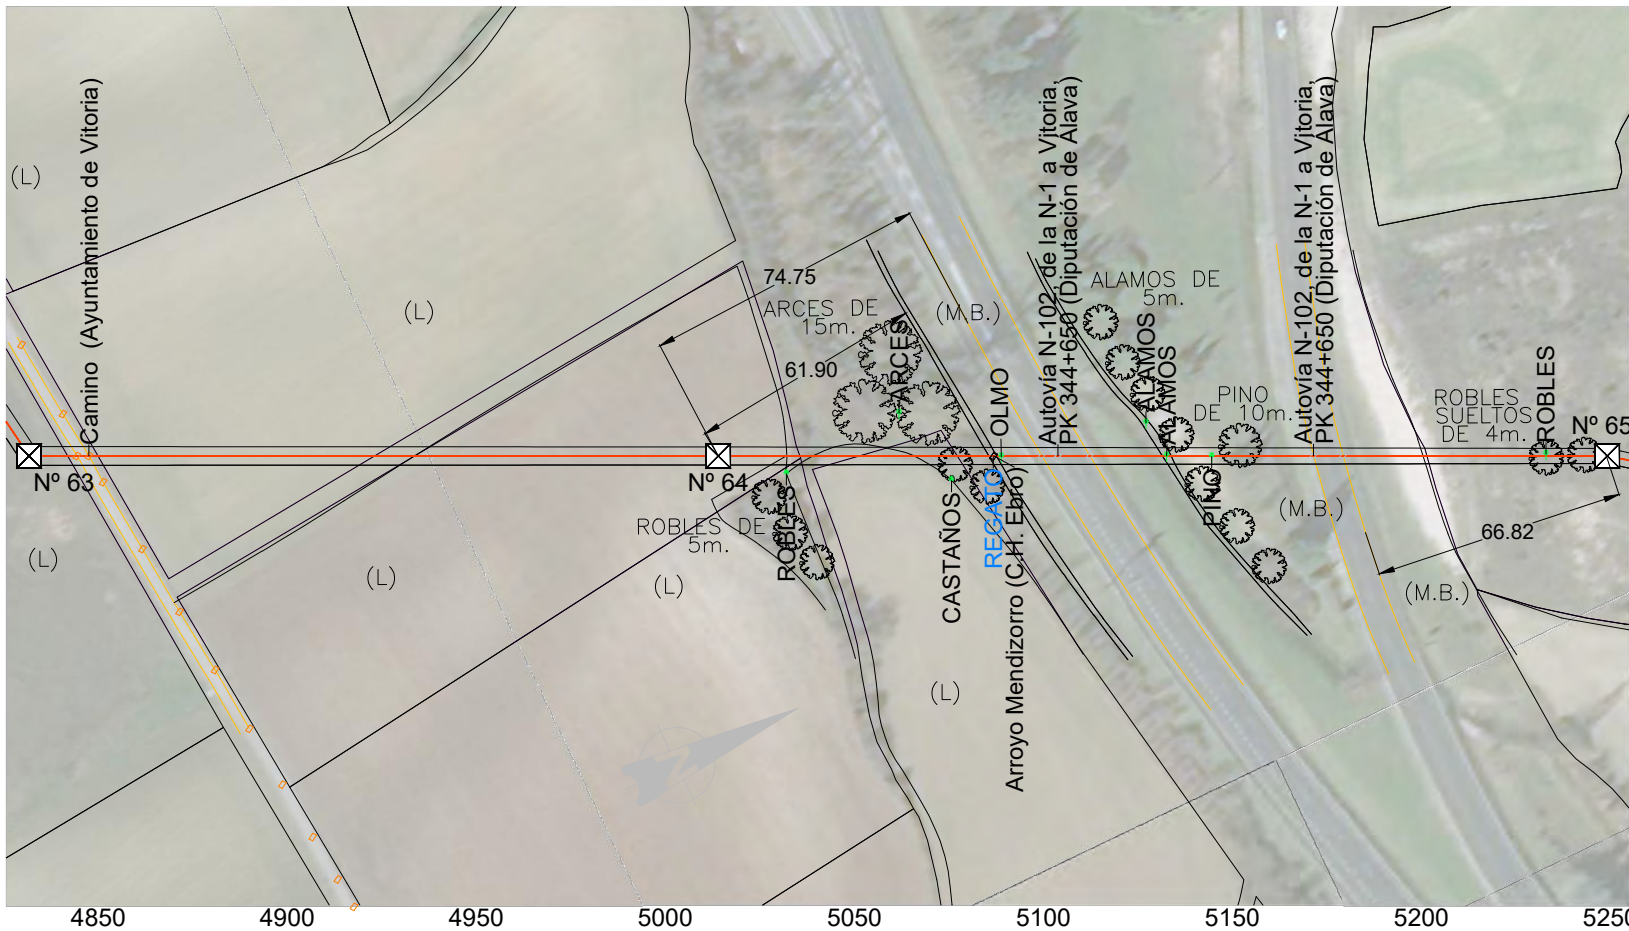 Camino (Ayuntamiento de Vitoria)
(L)
(L)
(L)
(L)
(L)
(L)
Nº 63
Nº 64
Nº 65
74.75
61.90
66.82
ARCES DE
15m.
ARCES
(M.B.)
OLMO
Autovía N-102, de la N-1 a Vitoria,
PK 344+650 (Diputación de Alava)
ALAMOS DE
5m.
ALAMOS
ALAMOS
PINO
DE 10m.
PINO
Autovía N-102, de la N-1 a Vitoria,
PK 344+650 (Diputación de Alava)
ROBLES
SUELTOS
DE 4m.
ROBLES
ROBLES DE
5m.
ROBLES
CASTAÑOS
REGATO
Arroyo Mendizorro (C.H. Ebro)
(M.B.)
(M.B.)
4850
4900
4950
5000
5050
5100
5150
5200
5250